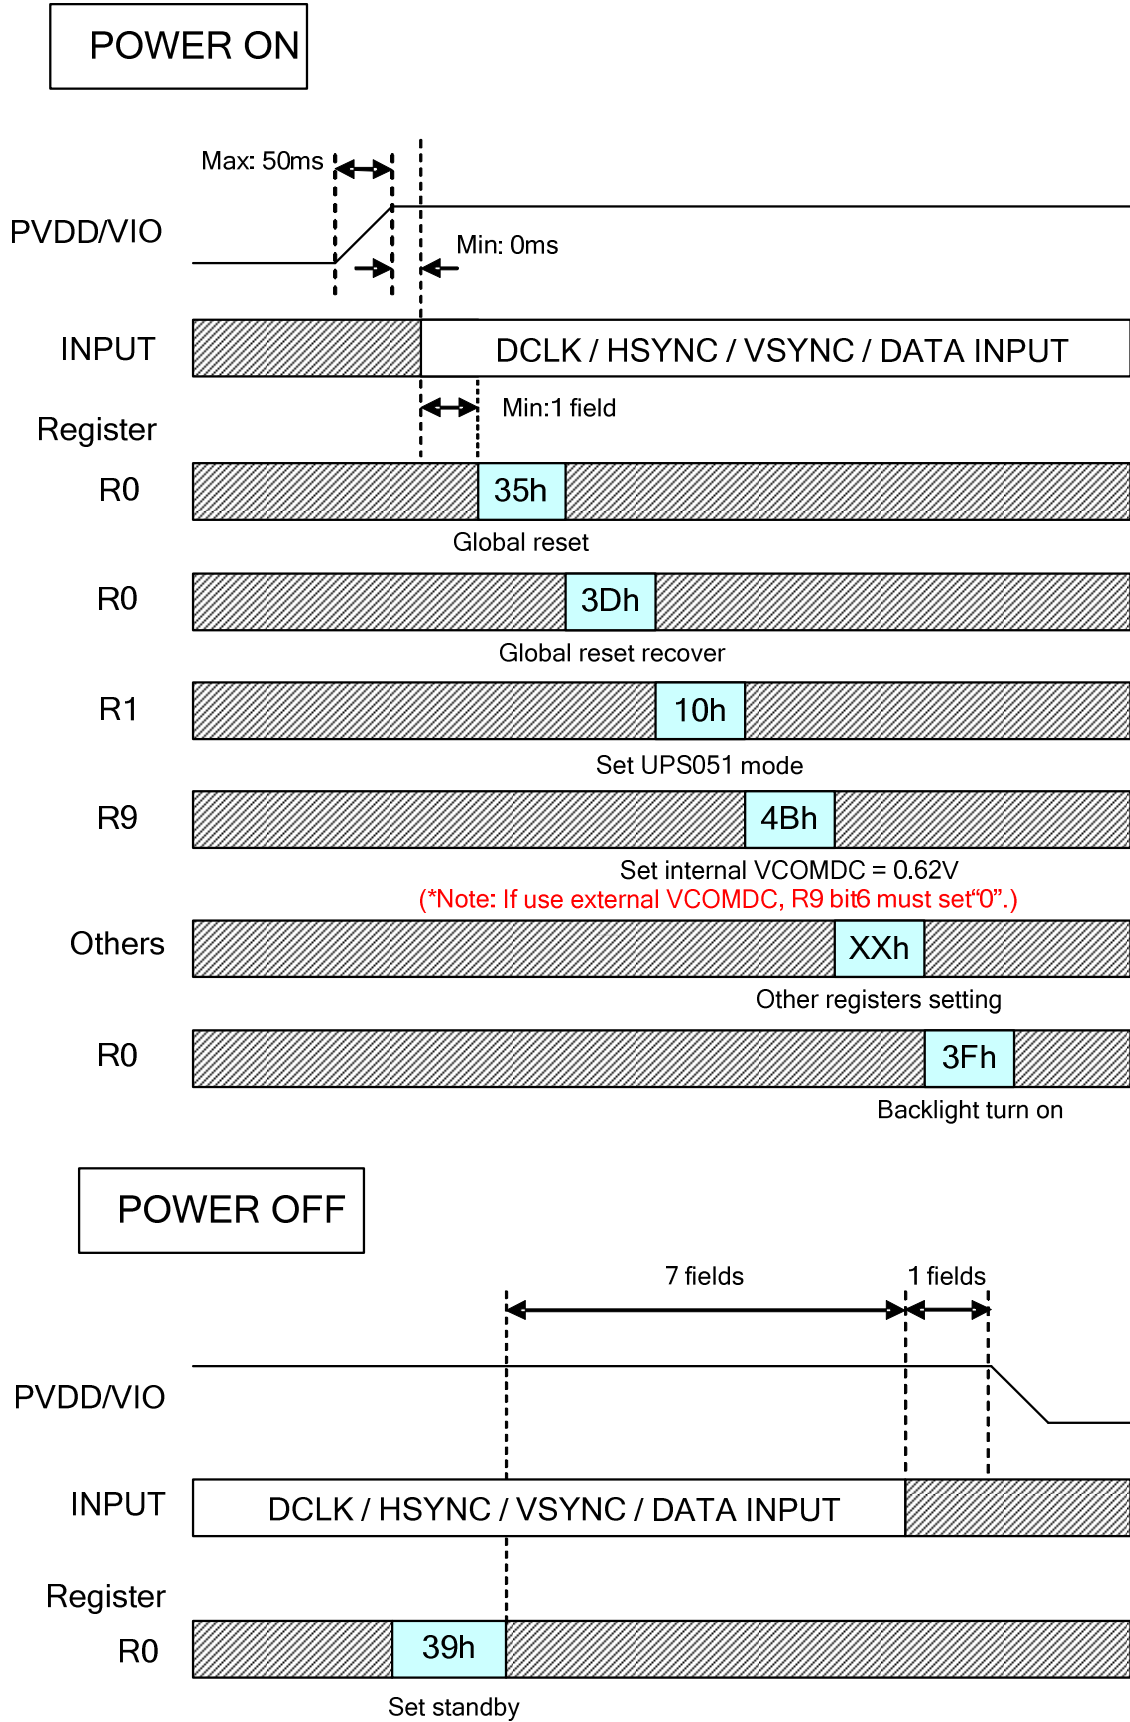 POWER ON
Max: 50ms
PVDD/VIO
Min: 0ms
INPUT
DCLK / HSYNC / VSYNC / DATA INPUT
Min:1 field
Register
R0
35h
Global reset
R0
3Dh
Global reset recover
R1
10h
Set UPS051 mode
R9
4Bh
Set internal VCOMDC = 0.62V
(*Note: If use external VCOMDC, R9 bit6 must set“0”.)
Others
XXh
Other registers setting
R0
3Fh
Backlight turn on
POWER OFF
7 fields
1 fields
PVDD/VIO
INPUT
DCLK / HSYNC / VSYNC / DATA INPUT
Register
R0
39h
Set standby